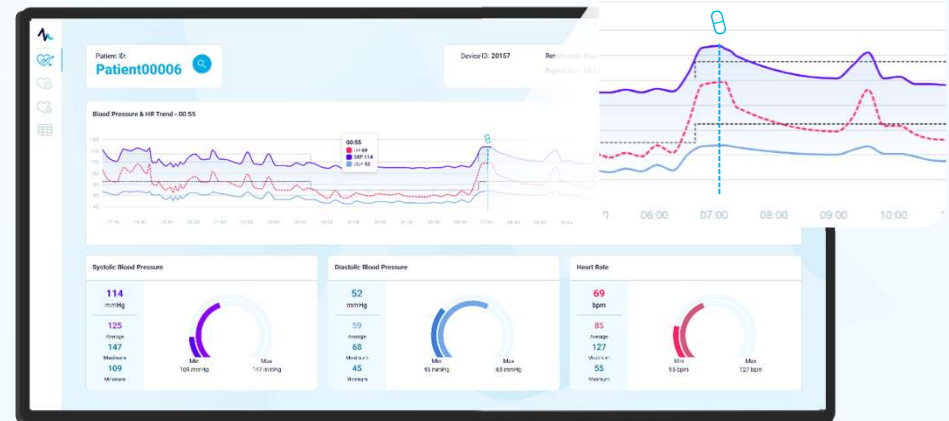 Patient ID:
Patient00006
Device ID: 20157
Blood Pressure & HR Trend - 00:55
00:55
HR 69
SBP 114
DBP 52
06:00 07:00 08:00 09:00 10:00
Systolic Blood Pressure
114
mmHg
125
Average
147
Maximum
109
Minimum
Min
109 mmHg
Max
147 mmHg
Diastolic Blood Pressure
52
mmHg
59
Average
68
Maximum
45
Minimum
Min
45 mmHg
Max
68 mmHg
Heart Rate
69
bpm
85
Average
127
Maximum
55
Minimum
Min
55 bpm
Max
127 bpm